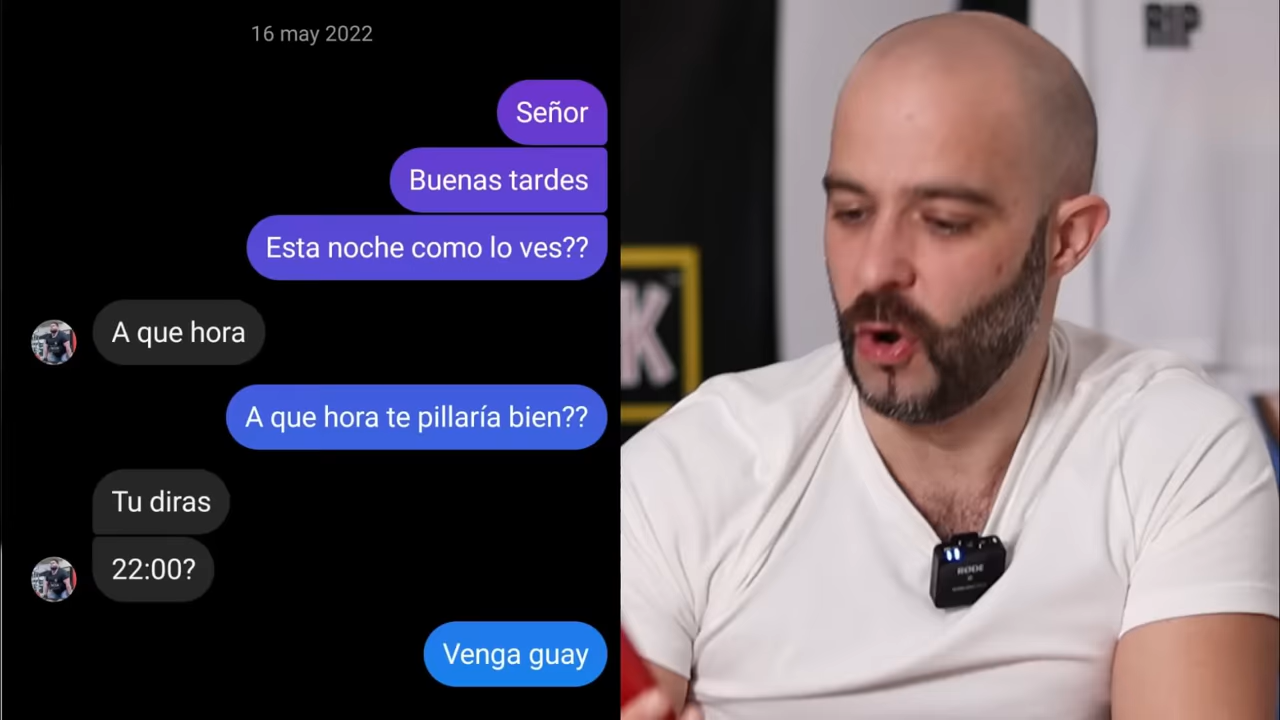 16 may 2022
Señor
Buenas tardes
Esta noche como lo ves??
A que hora
A que hora te pillaría bien??
Tu diras
22:00?
Venga guay
RIP
K
RODE